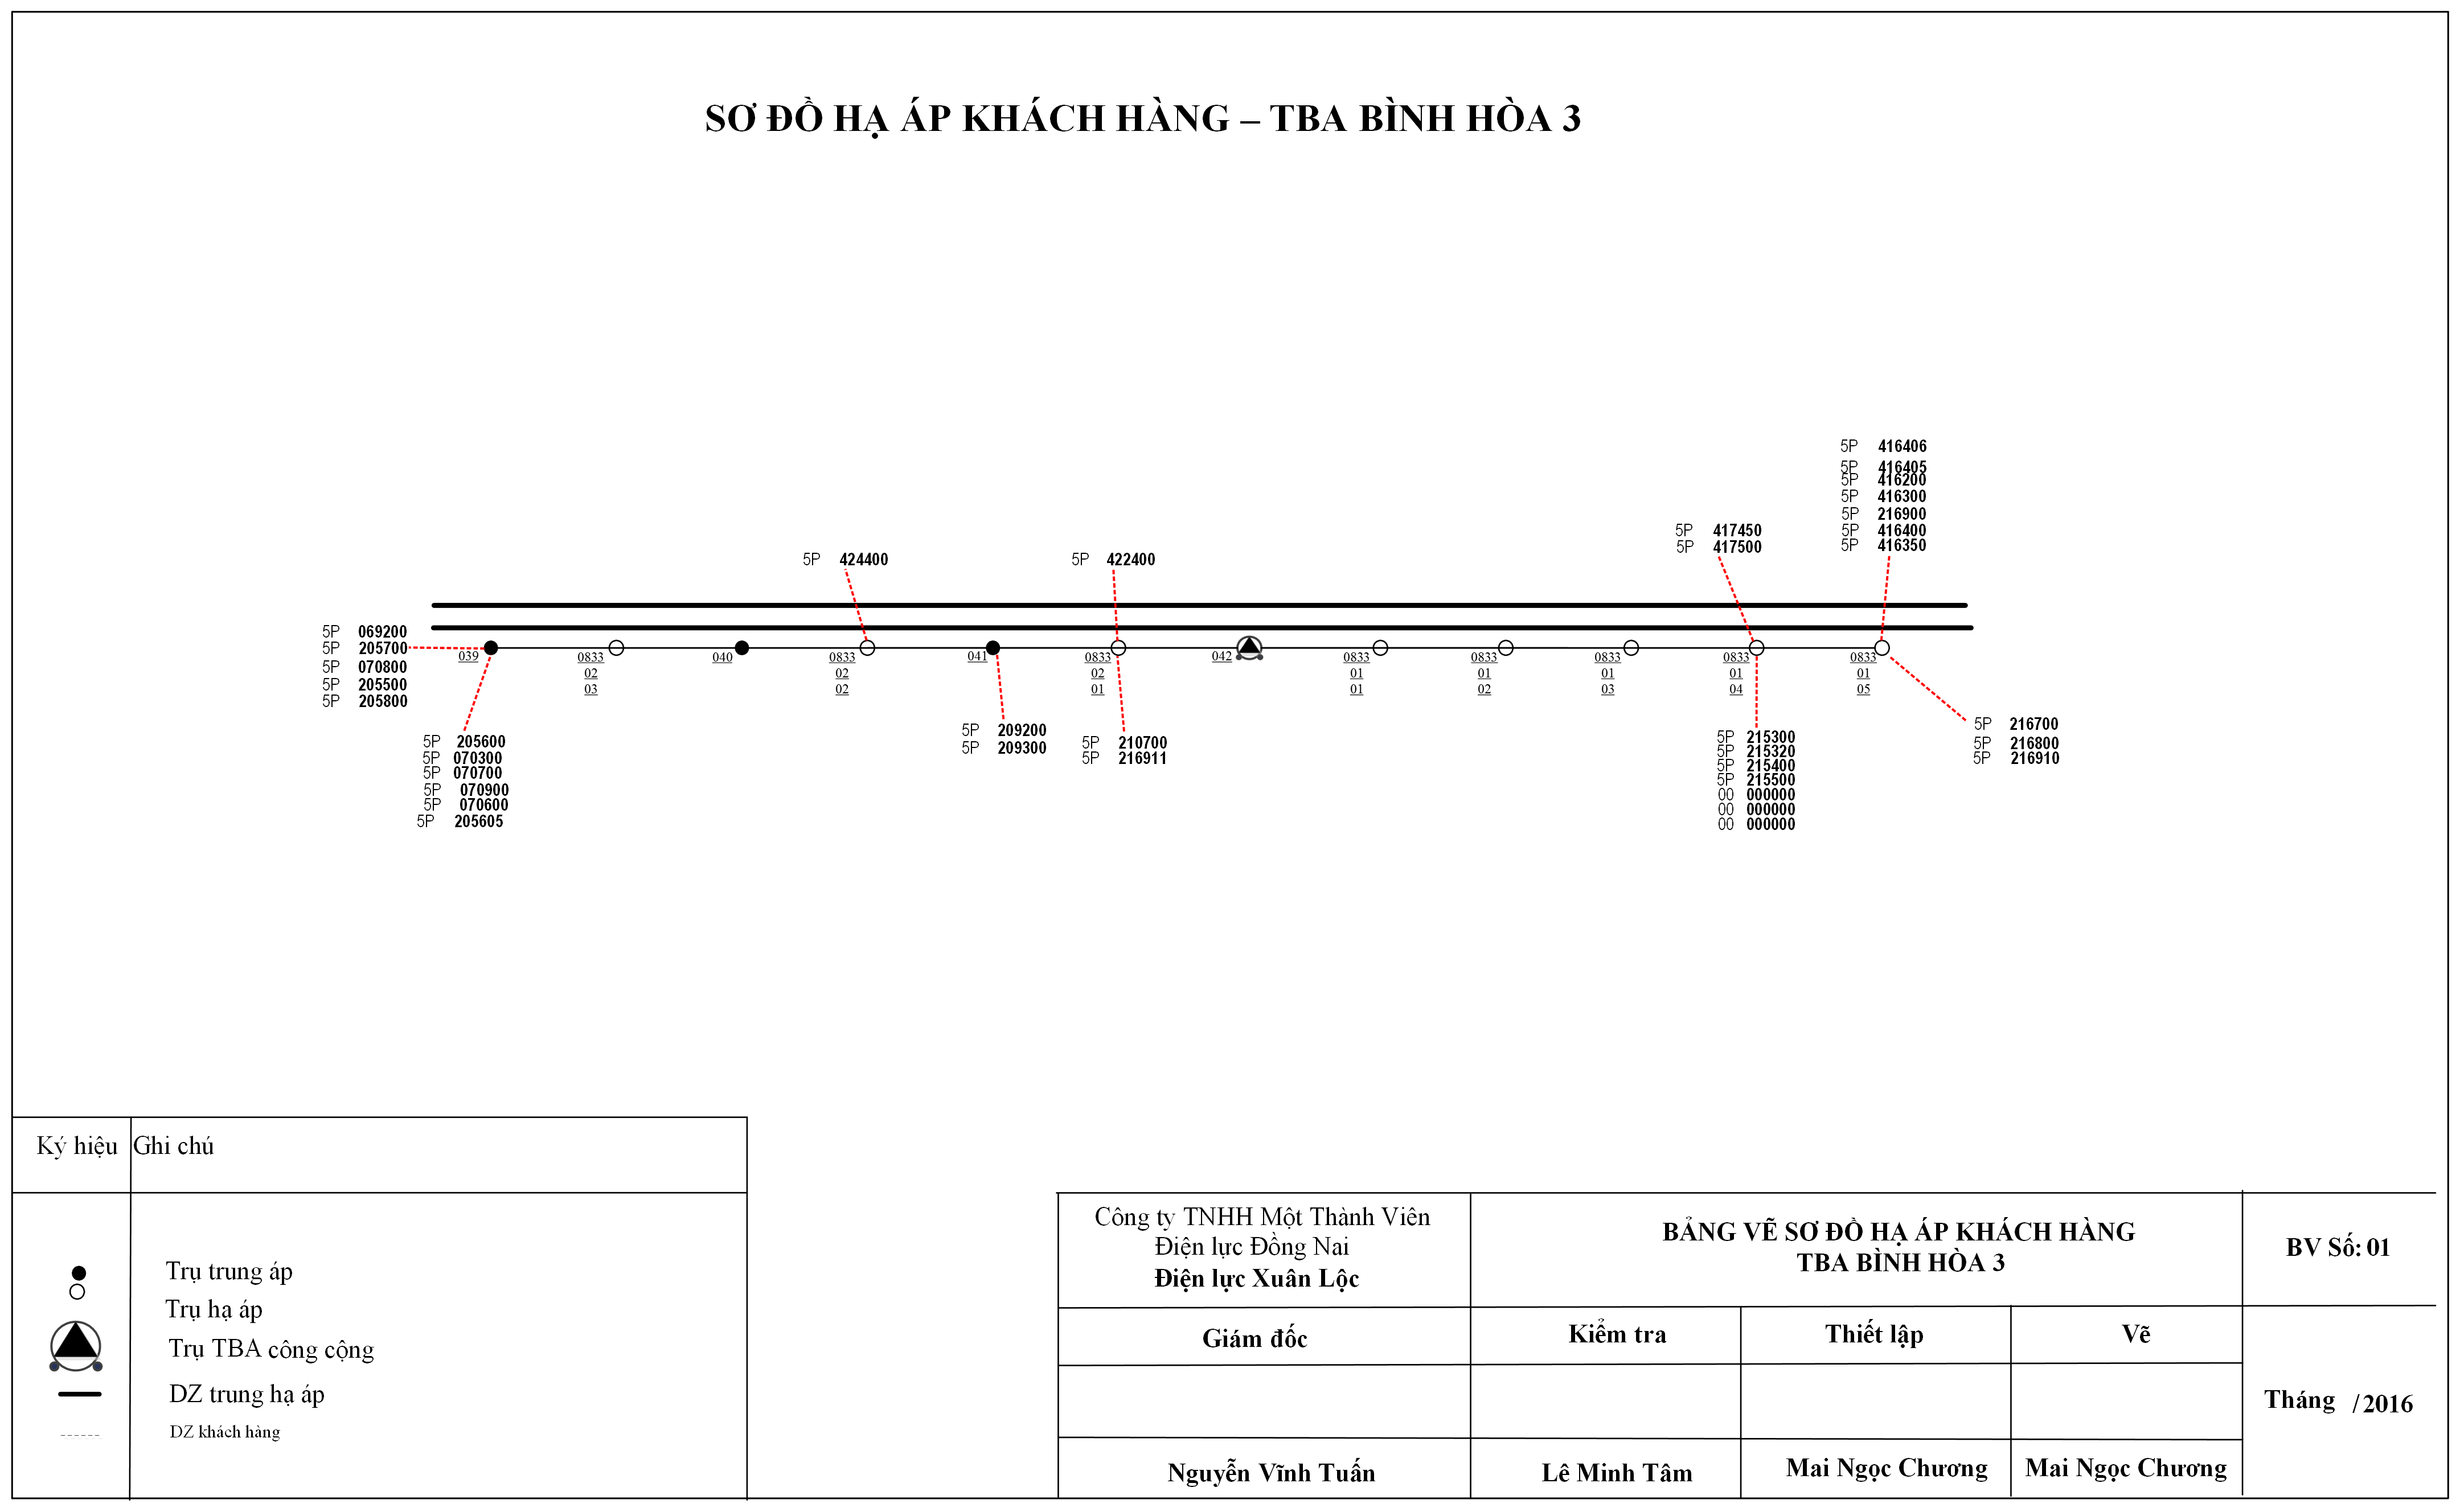 SƠ ĐỒ HẠ ÁP KHÁCH HÀNG – TBA BÌNH HÒA 3
5P 416406
5P 416405
5P 416200
5P 416300
5P 216900
5P 416400
5P 416350
5P 417450
5P 417500
5P 424400
5P 422400
5P 069200
5P 205700
5P 070800
5P 205500
5P 205800
039
0833
02
03
040
0833
02
02
041
0833
02
01
042
0833
01
01
0833
01
02
0833
01
03
0833
01
04
0833
01
05
5P 205600
5P 070300
5P 070700
5P 070900
5P 070600
5P 205605
5P 209200
5P 209300
5P 210700
5P 216911
5P 215300
5P 215320
5P 215400
5P 215500
00 000000
00 000000
00 000000
5P 216700
5P 216800
5P 216910
Ký hiệu Ghi chú
Trụ trung áp
Trụ hạ áp
Trụ TBA công cộng
DZ trung hạ áp
DZ khách hàng
Công ty TNHH Một Thành Viên
Điện lực Đồng Nai
Điện lực Xuân Lộc
BẢNG VẼ SƠ ĐỒ HẠ ÁP KHÁCH HÀNG
TBA BÌNH HÒA 3
BV Số: 01
Giám đốc Kiểm tra Thiết lập Vẽ
Tháng /2016
Nguyễn Vĩnh Tuấn Lê Minh Tâm Mai Ngọc Chương Mai Ngọc Chương